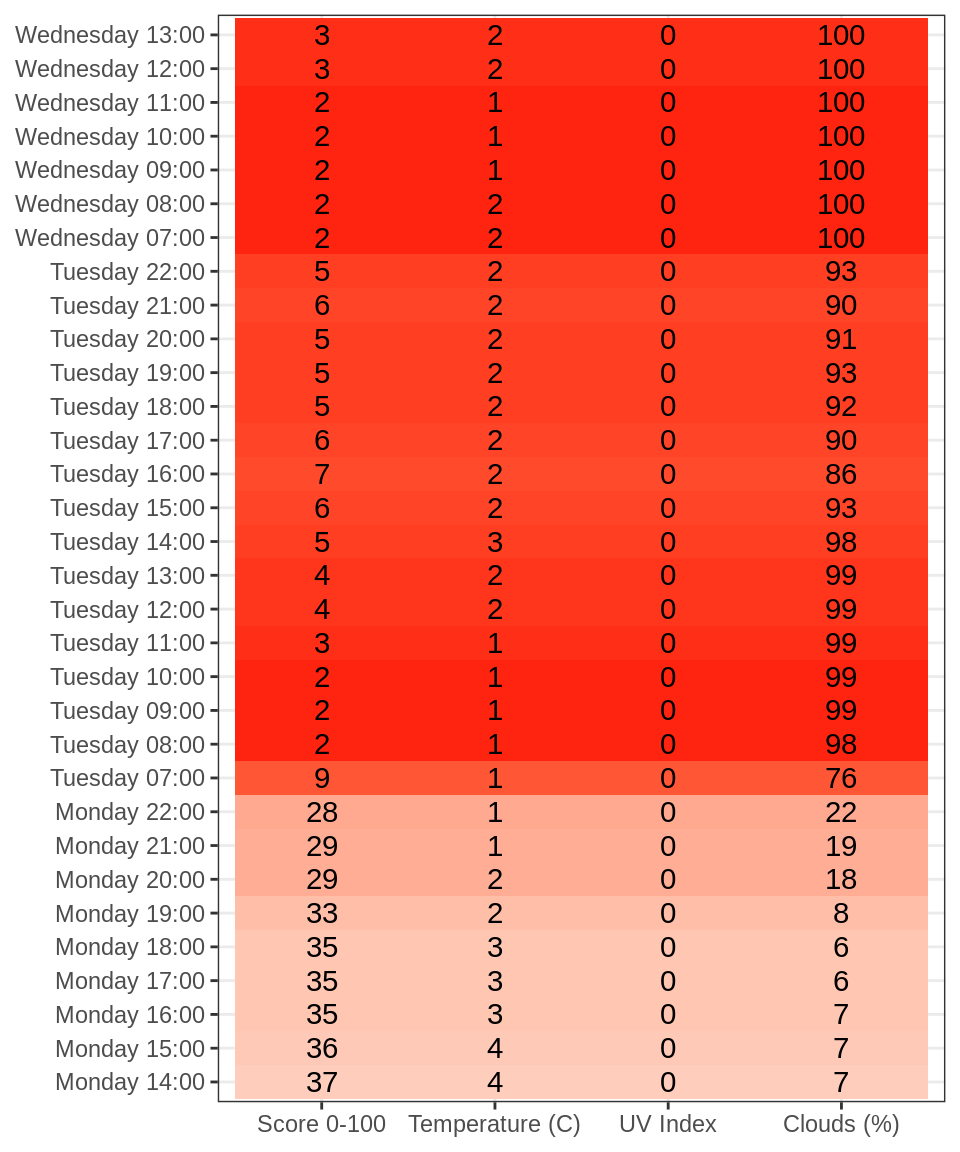 Wednesday 13:00 3 2 0 100
Wednesday 12:00 3 2 0 100
Wednesday 11:00 2 1 0 100
Wednesday 10:00 2 1 0 100
Wednesday 09:00 2 1 0 100
Wednesday 08:00 2 2 0 100
Wednesday 07:00 2 2 0 100
Tuesday 22:00 5 2 0 93
Tuesday 21:00 6 2 0 90
Tuesday 20:00 5 2 0 91
Tuesday 19:00 5 2 0 93
Tuesday 18:00 5 2 0 92
Tuesday 17:00 6 2 0 90
Tuesday 16:00 7 2 0 86
Tuesday 15:00 6 2 0 93
Tuesday 14:00 5 3 0 98
Tuesday 13:00 4 2 0 99
Tuesday 12:00 4 2 0 99
Tuesday 11:00 3 1 0 99
Tuesday 10:00 2 1 0 99
Tuesday 09:00 2 1 0 99
Tuesday 08:00 2 1 0 98
Tuesday 07:00 9 1 0 76
Monday 22:00 28 1 0 22
Monday 21:00 29 1 0 19
Monday 20:00 29 2 0 18
Monday 19:00 33 2 0 8
Monday 18:00 35 3 0 6
Monday 17:00 35 3 0 6
Monday 16:00 35 3 0 7
Monday 15:00 36 4 0 7
Monday 14:00 37 4 0 7
Score 0-100 Temperature (C) UV Index Clouds (%)